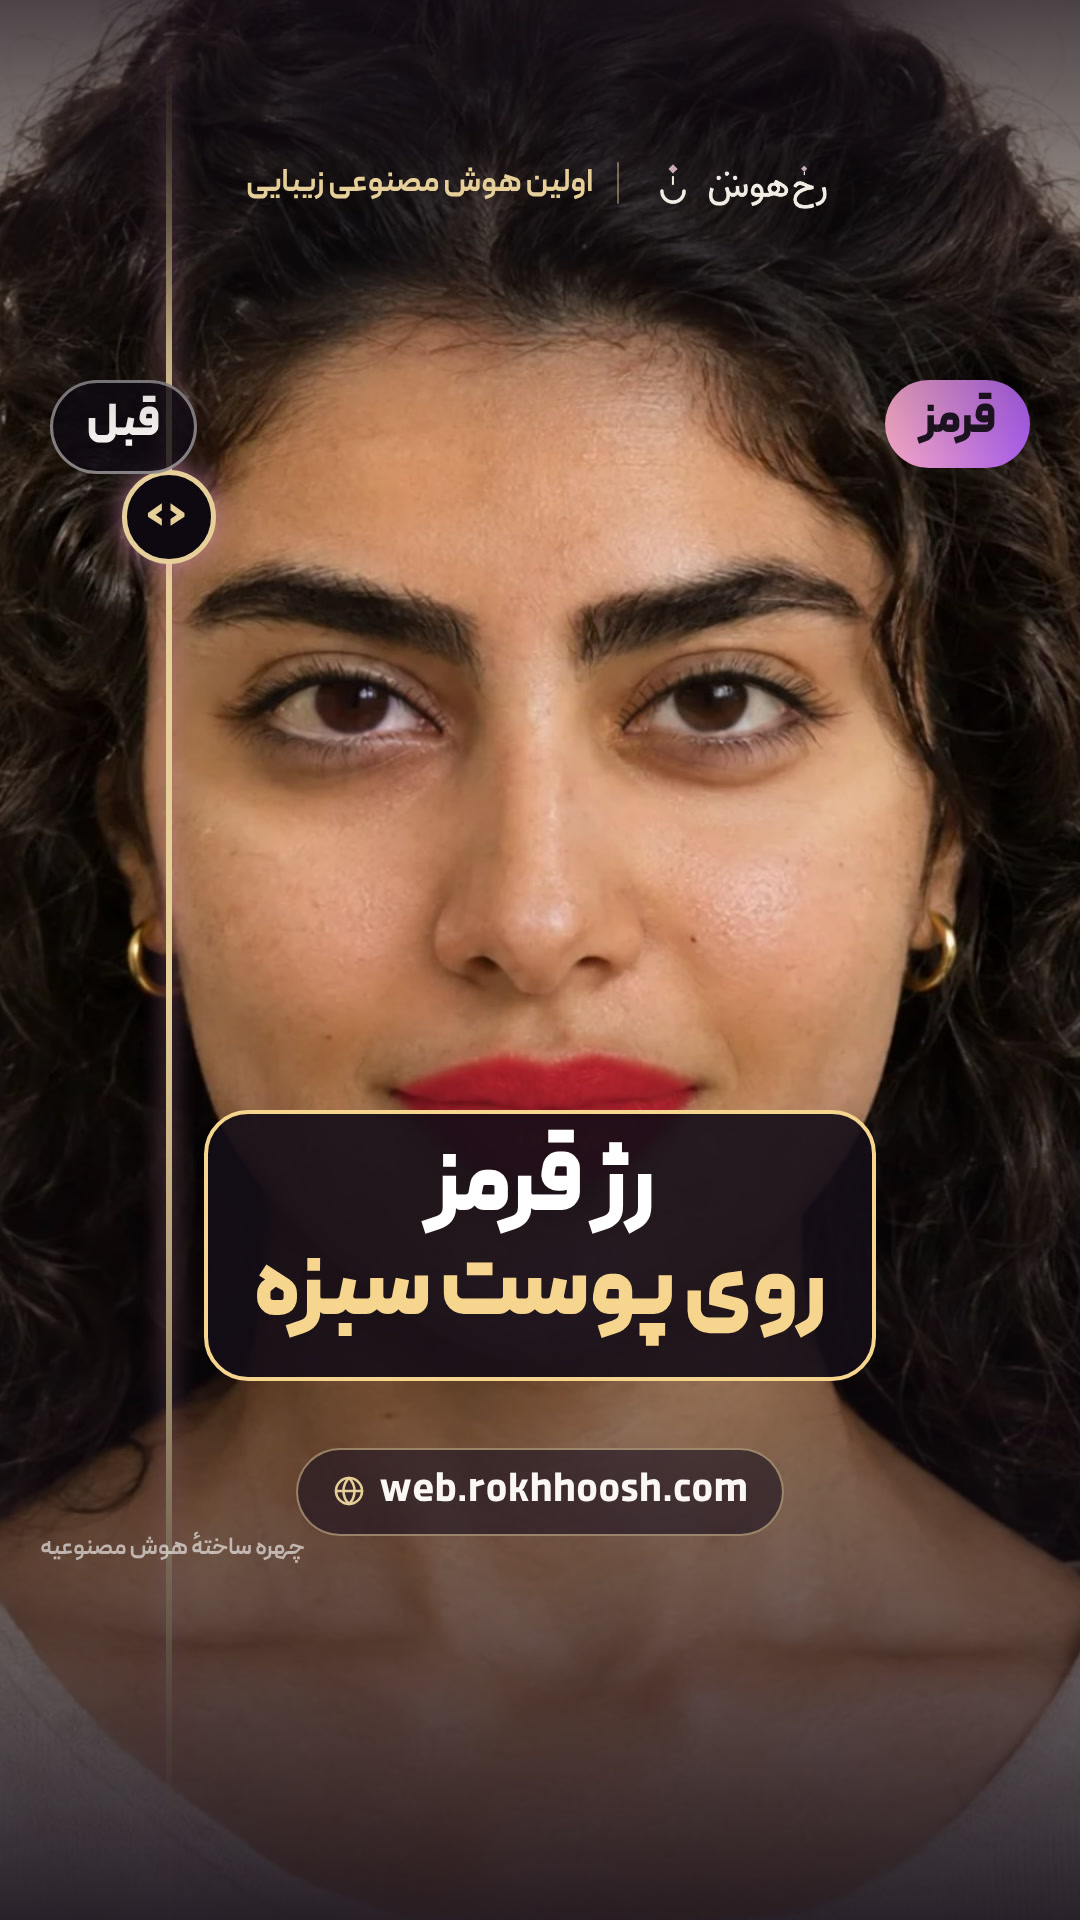 رخ‌هوش | اولین هوش مصنوعی زیبایی
قبل
قرمز
رژ قرمز
روی پوست سبزه
web.rokhhoosh.com
چهره ساختهٔ هوش مصنوعیه